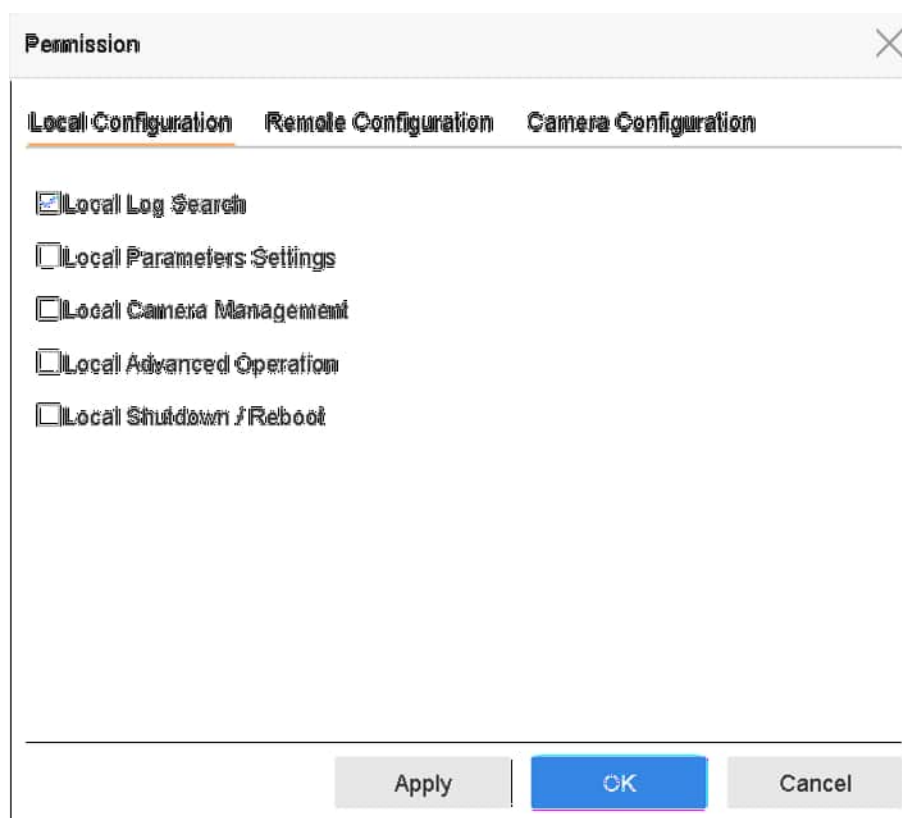 Permission
Local Configuration Remote Configuration Camera Configuration
Local Log Search
Local Parameters Settings
Local Camera Management
Local Advanced Operation
Local Shutdown / Reboot
Apply OK Cancel